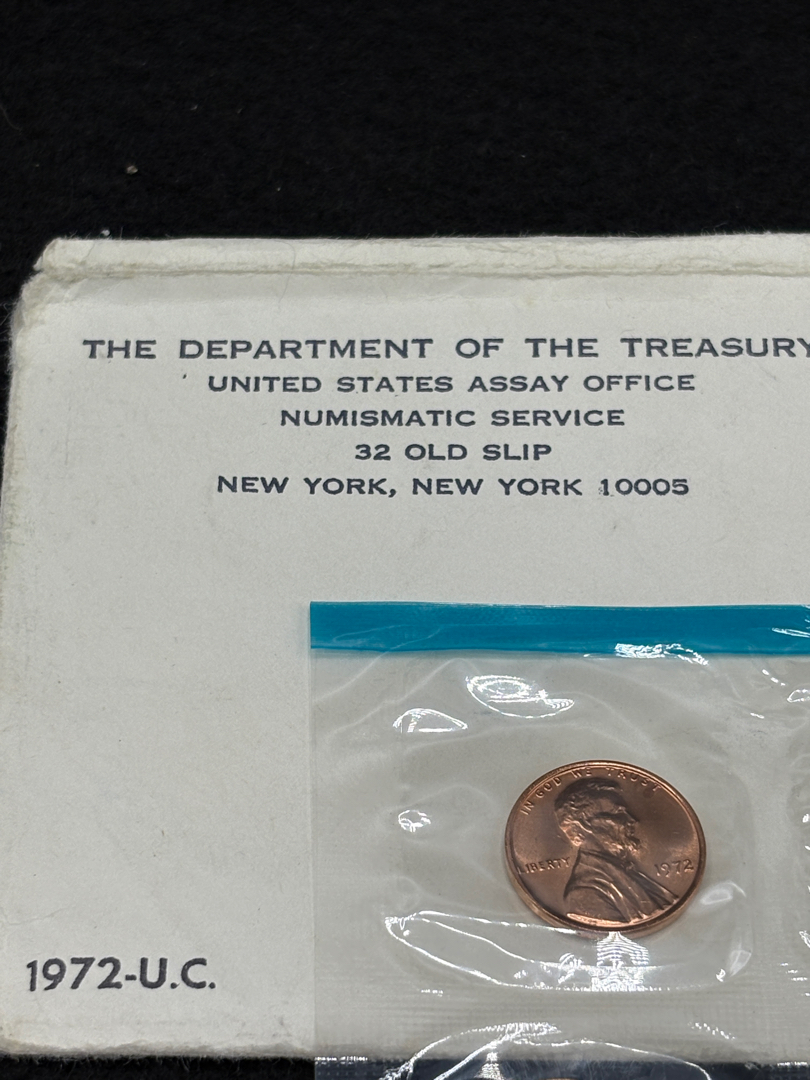 THE DEPARTMENT OF THE TREASURY
UNITED STATES ASSAY OFFICE
NUMISMATIC SERVICE
32 OLD SLIP
NEW YORK, NEW YORK 10005
IN GOD WE TRUST
LIBERTY 1972
1972-U.C.